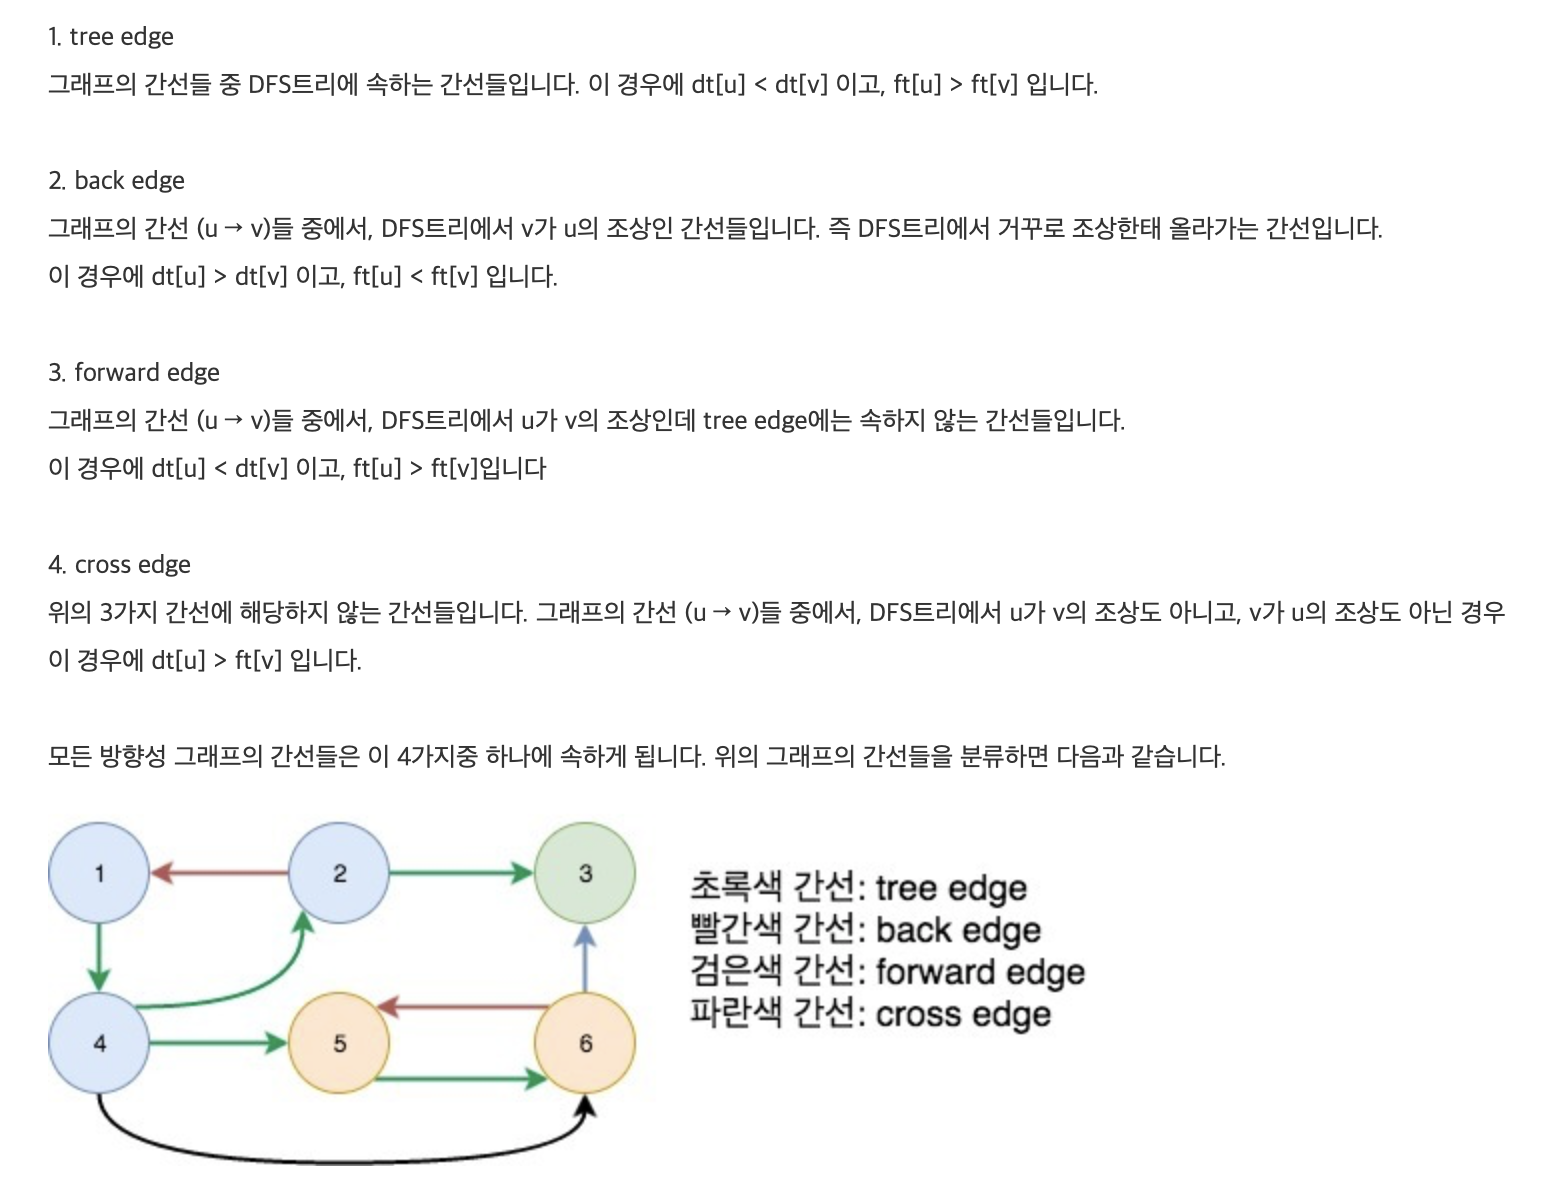 1. tree edge
그래프의 간선들 중 DFS트리에 속하는 간선들입니다. 이 경우에 dt[u] < dt[v] 이고, ft[u] > ft[v] 입니다.
2. back edge
그래프의 간선 (u → v)들 중에서, DFS트리에서 v가 u의 조상인 간선들입니다. 즉 DFS트리에서 거꾸로 조상한태 올라가는 간선입니다.
이 경우에 dt[u] > dt[v] 이고, ft[u] < ft[v] 입니다.
3. forward edge
그래프의 간선 (u → v)들 중에서, DFS트리에서 u가 v의 조상인데 tree edge에는 속하지 않는 간선들입니다.
이 경우에 dt[u] < dt[v] 이고, ft[u] > ft[v]입니다
4. cross edge
위의 3가지 간선에 해당하지 않는 간선들입니다. 그래프의 간선 (u → v)들 중에서, DFS트리에서 u가 v의 조상도 아니고, v가 u의 조상도 아닌 경우
이 경우에 dt[u] > ft[v] 입니다.
모든 방향성 그래프의 간선들은 이 4가지중 하나에 속하게 됩니다. 위의 그래프의 간선들을 분류하면 다음과 같습니다.
1 2 3
4 5 6
초록색 간선: tree edge
빨간색 간선: back edge
검은색 간선: forward edge
파란색 간선: cross edge